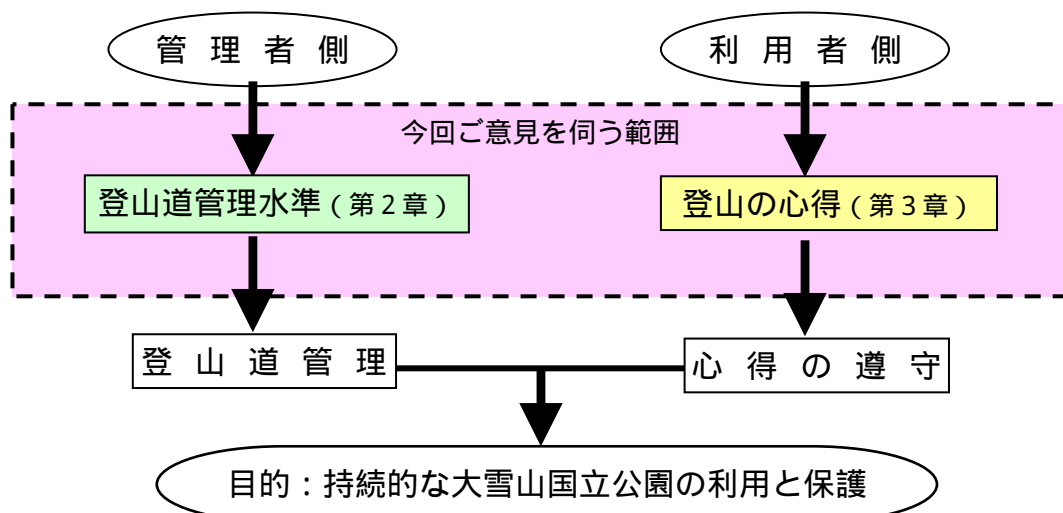 管理者側
利用者側
今回ご意見を伺う範囲
登山道管理水準(第2章)
登山の心得(第3章)
登山道管理
心得の遵守
目的:持続的な大雪山国立公園の利用と保護